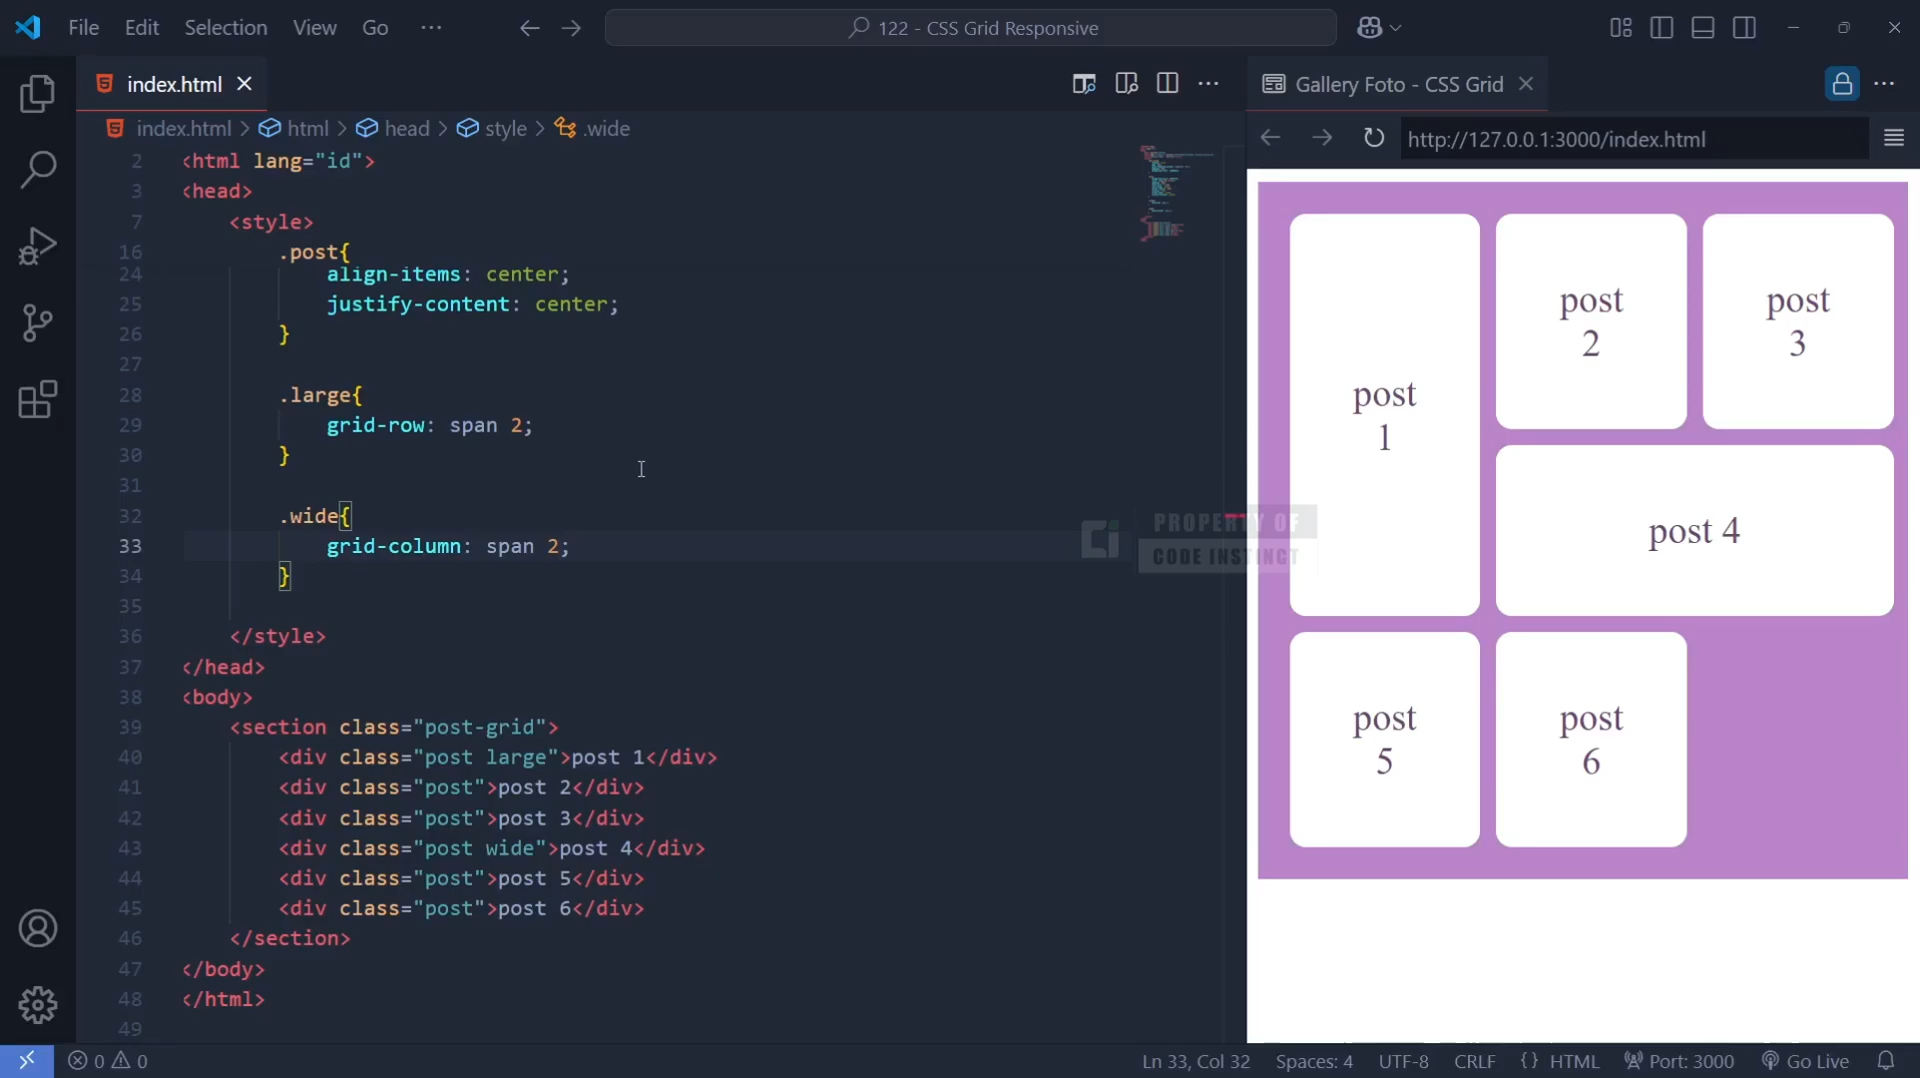 File Edit Selection View Go ···
122 - CSS Grid Responsive
index.html
Gallery Foto - CSS Grid
index.html > html > head > style > .wide
http://127.0.0.1:3000/index.html
2 <html lang="id">
3 <head>
7 <style>
16 .post{
24 align-items: center;
25 justify-content: center;
26 }
27
28 .large{
29 grid-row: span 2;
30 }
31
32 .wide{
33 grid-column: span 2;
34 }
35
36 </style>
37 </head>
38 <body>
39 <section class="post-grid">
40 <div class="post large">post 1</div>
41 <div class="post">post 2</div>
42 <div class="post">post 3</div>
43 <div class="post wide">post 4</div>
44 <div class="post">post 5</div>
45 <div class="post">post 6</div>
46 </section>
47 </body>
48 </html>
49
post
1
post
2
post
3
post 4
post
5
post
6
PROPERTY OF
CODE INSTINCT
0 0
Ln 33, Col 32 Spaces: 4 UTF-8 CRLF {} HTML Port: 3000 Go Live